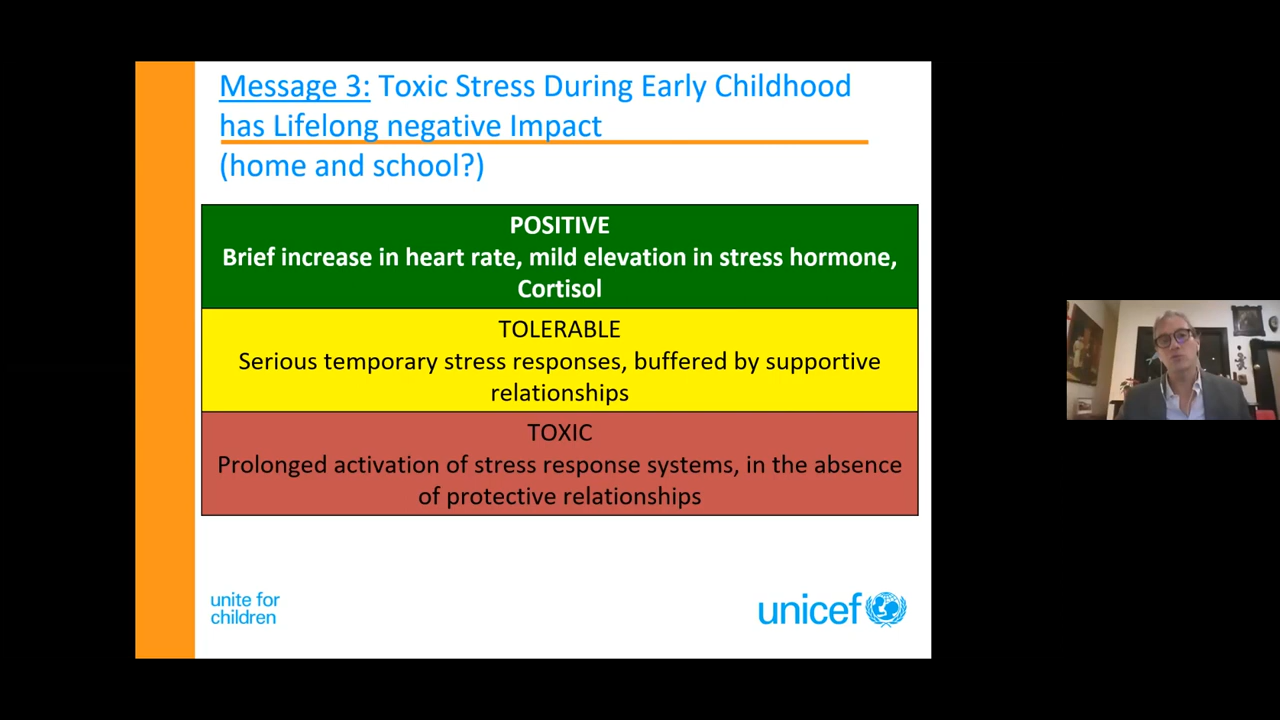 Message 3: Toxic Stress During Early Childhood
has Lifelong negative Impact
(home and school?)
POSITIVE
Brief increase in heart rate, mild elevation in stress hormone,
Cortisol
TOLERABLE
Serious temporary stress responses, buffered by supportive
relationships
TOXIC
Prolonged activation of stress response systems, in the absence
of protective relationships
unite for
children
unicef